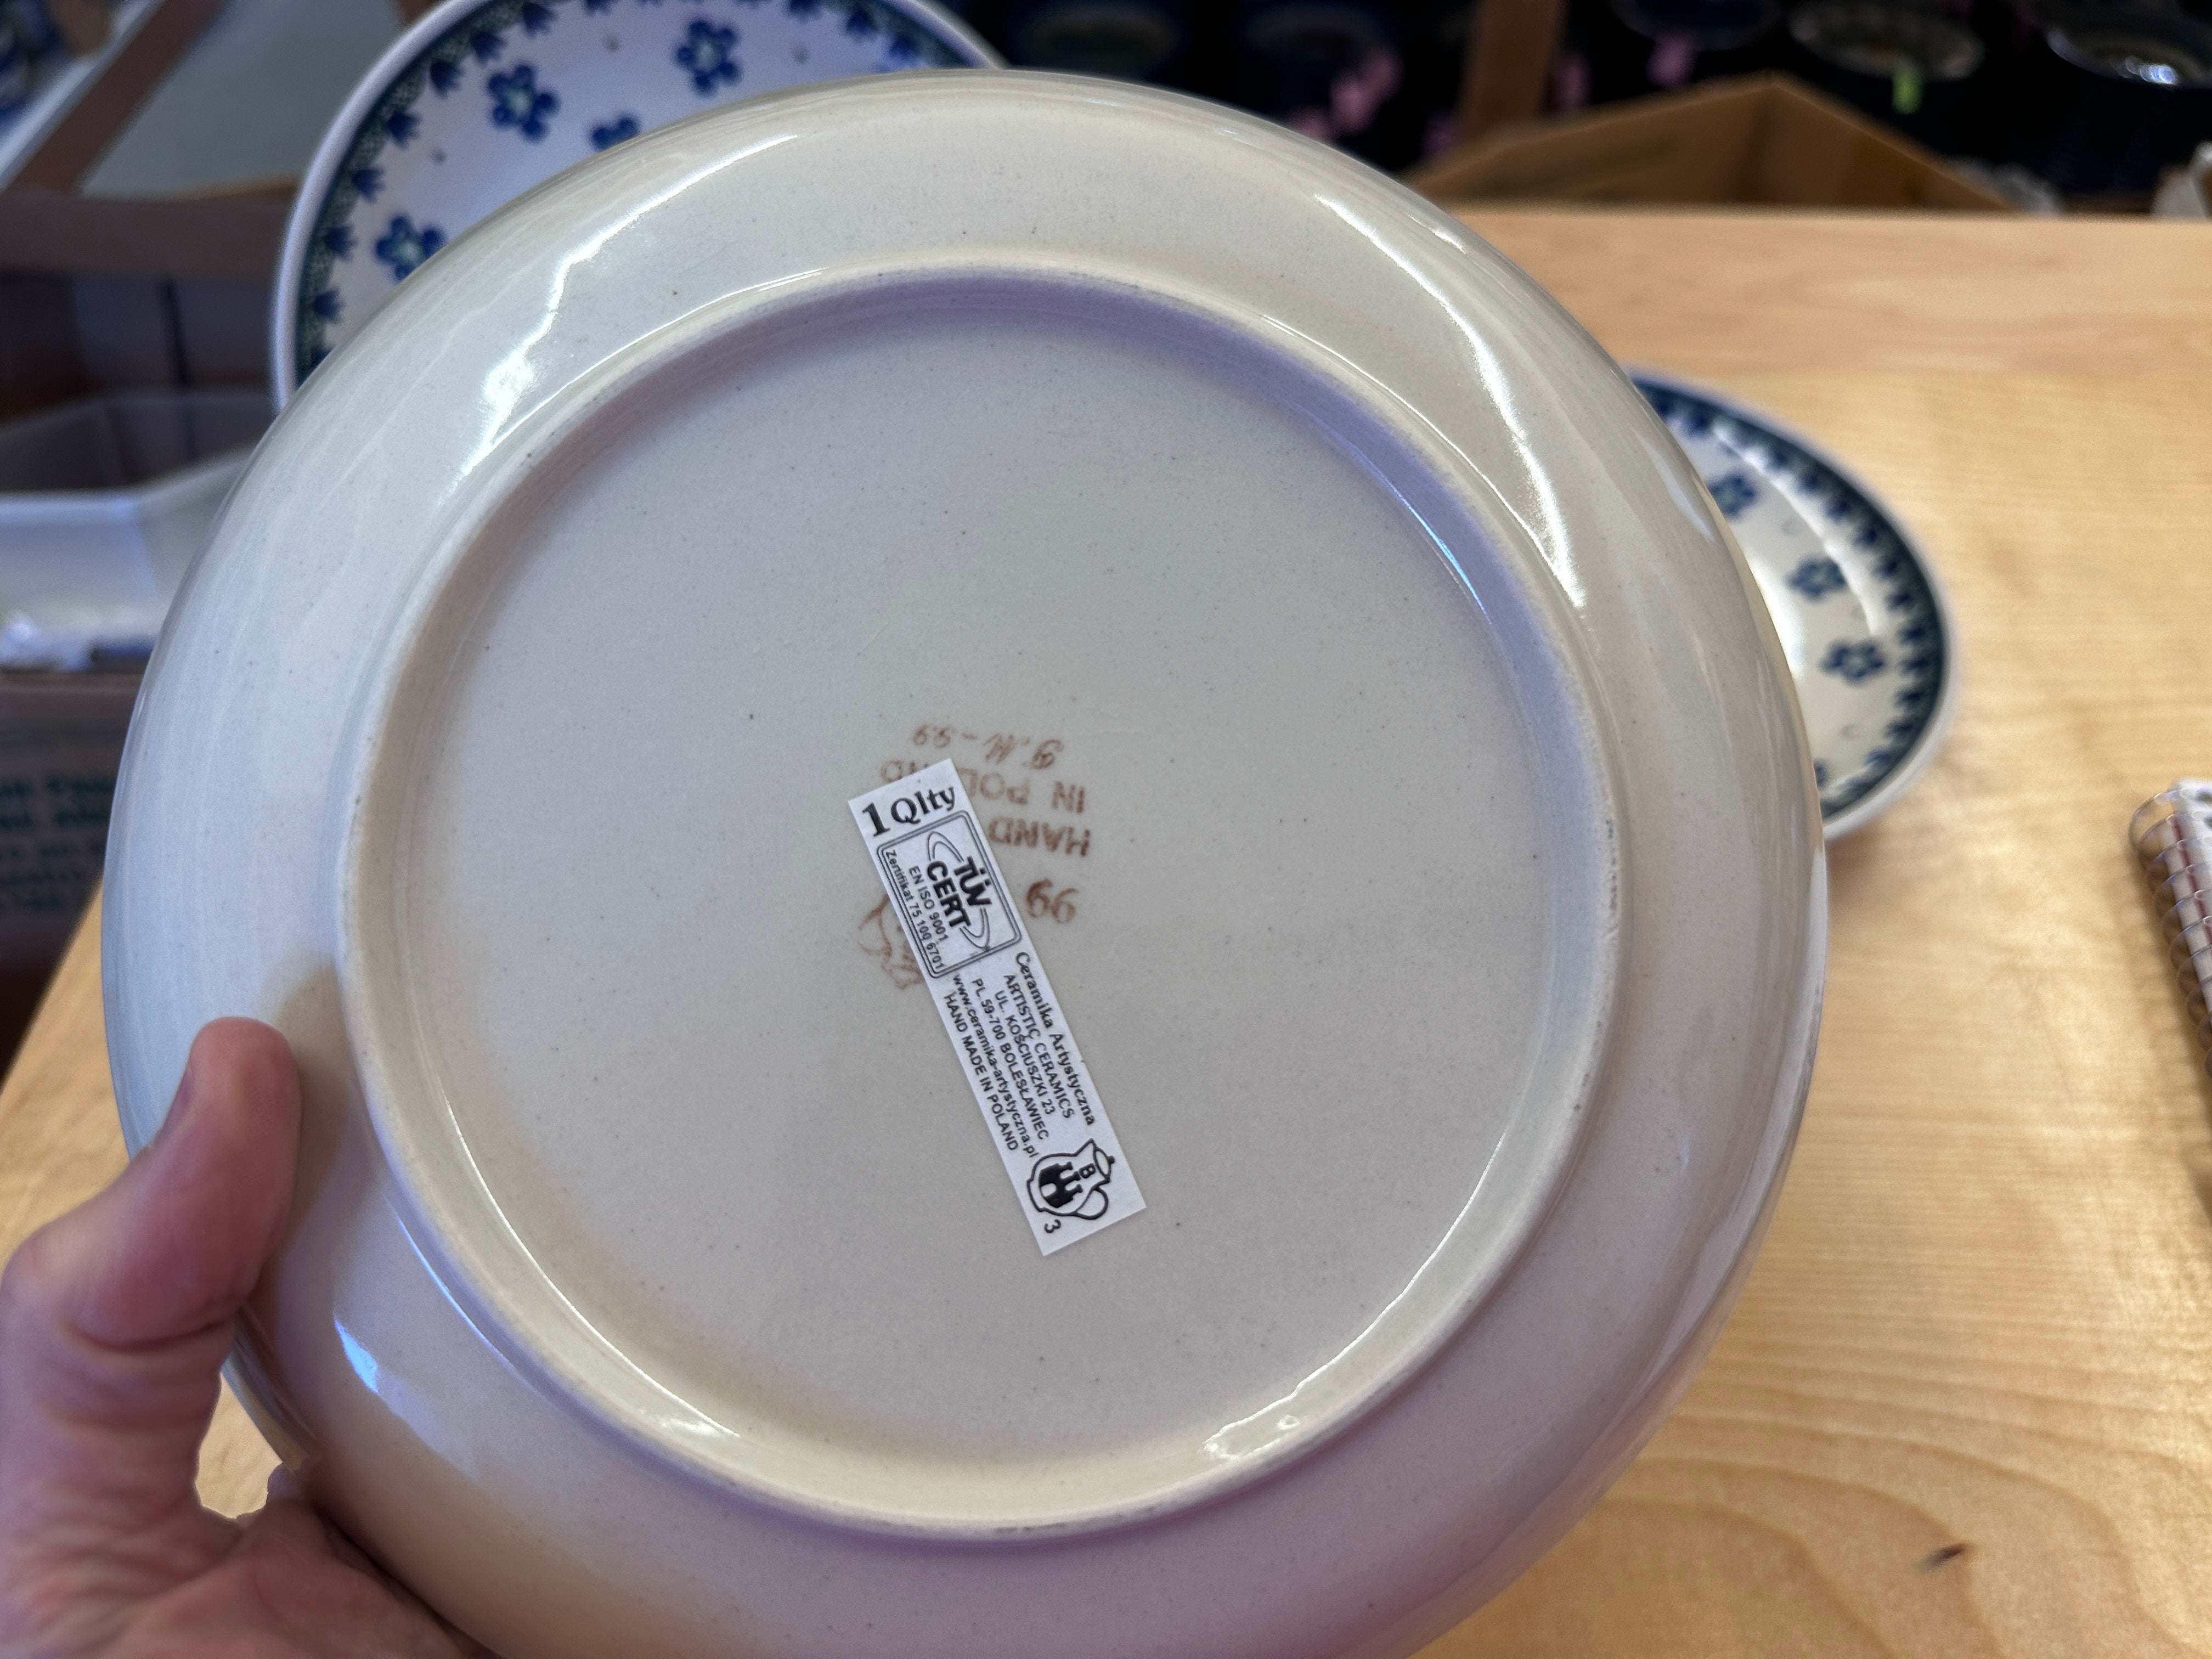 1 Qlty
TÜV
CERT
EN ISO 9001
Zertifikat 75 100 6701
Ceramika Artystyczna
ARTISTIC CERAMICS
UL. KOŚCIUSZKI 23
PL 59-700 BOLESŁAWIEC
www.ceramika-artystyczna.pl
HAND MADE IN POLAND
B
3
HAND
IN POLAND